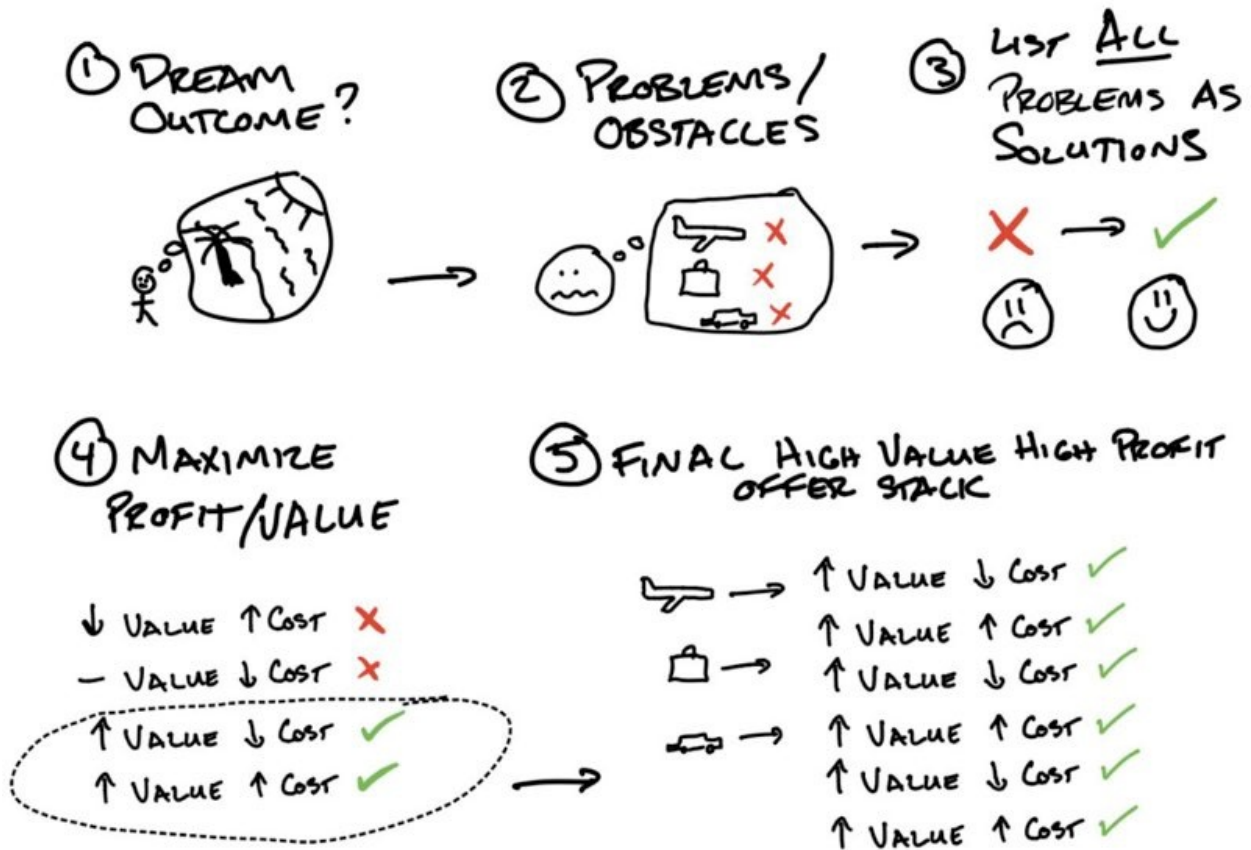 ① DREAM
OUTCOME?
② PROBLEMS/
OBSTACLES
③ LIST ALL
PROBLEMS AS
SOLUTIONS
④ MAXIMIZE
PROFIT/VALUE
↓ VALUE ↑ COST ✗
– VALUE ↓ COST ✗
↑ VALUE ↓ COST ✓
↑ VALUE ↑ COST ✓
⑤ FINAL HIGH VALUE HIGH PROFIT
OFFER STACK
↑ VALUE ↓ COST ✓
↑ VALUE ↑ COST ✓
↑ VALUE ↓ COST ✓
↑ VALUE ↑ COST ✓
↑ VALUE ↓ COST ✓
↑ VALUE ↑ COST ✓